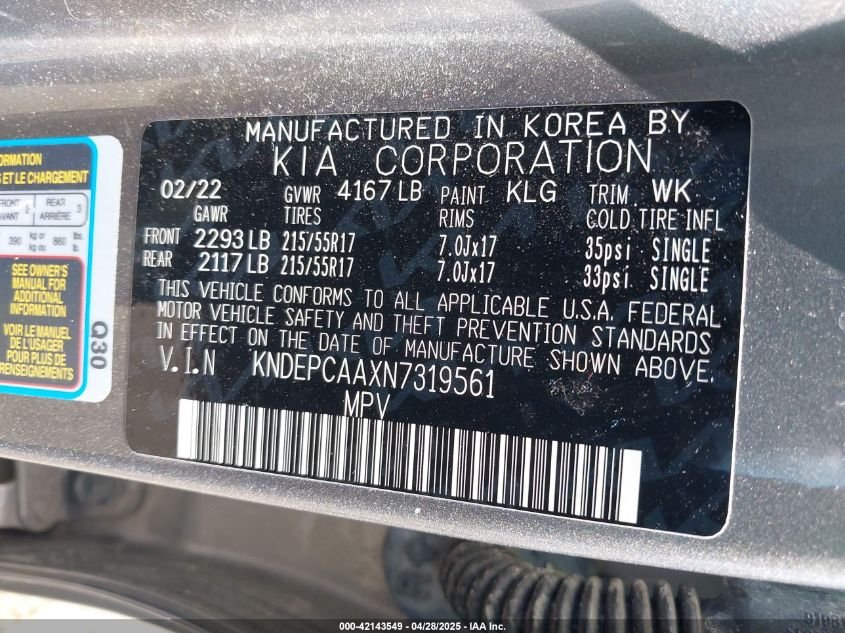 MANUFACTURED IN KOREA BY
KIA CORPORATION
02/22 GVWR 4167 LB PAINT KLG TRIM WK
GAWR TIRES RIMS COLD TIRE INFL
FRONT 2293 LB 215/55R17 7.0Jx17 35psi SINGLE
REAR 2117 LB 215/55R17 7.0Jx17 33psi SINGLE
THIS VEHICLE CONFORMS TO ALL APPLICABLE U.S.A. FEDERAL
MOTOR VEHICLE SAFETY AND THEFT PREVENTION STANDARDS
IN EFFECT ON THE DATE OF MANUFACTURE SHOWN ABOVE.
V.I.N KNDEPCAAXN7319561
MPV
ET LE CHARGEMENT
FRONT 2 REAR 3
AVANT ARRIÈRE
kg or lbs.
390 kg ou 860 lb
SEE OWNER'S
MANUAL FOR
ADDITIONAL
INFORMATION
VOIR LE MANUEL
DE L'USAGER
POUR PLUS DE
RENSEIGNEMENTS
Q30
000-42143549 - 04/28/2025 - IAA Inc.